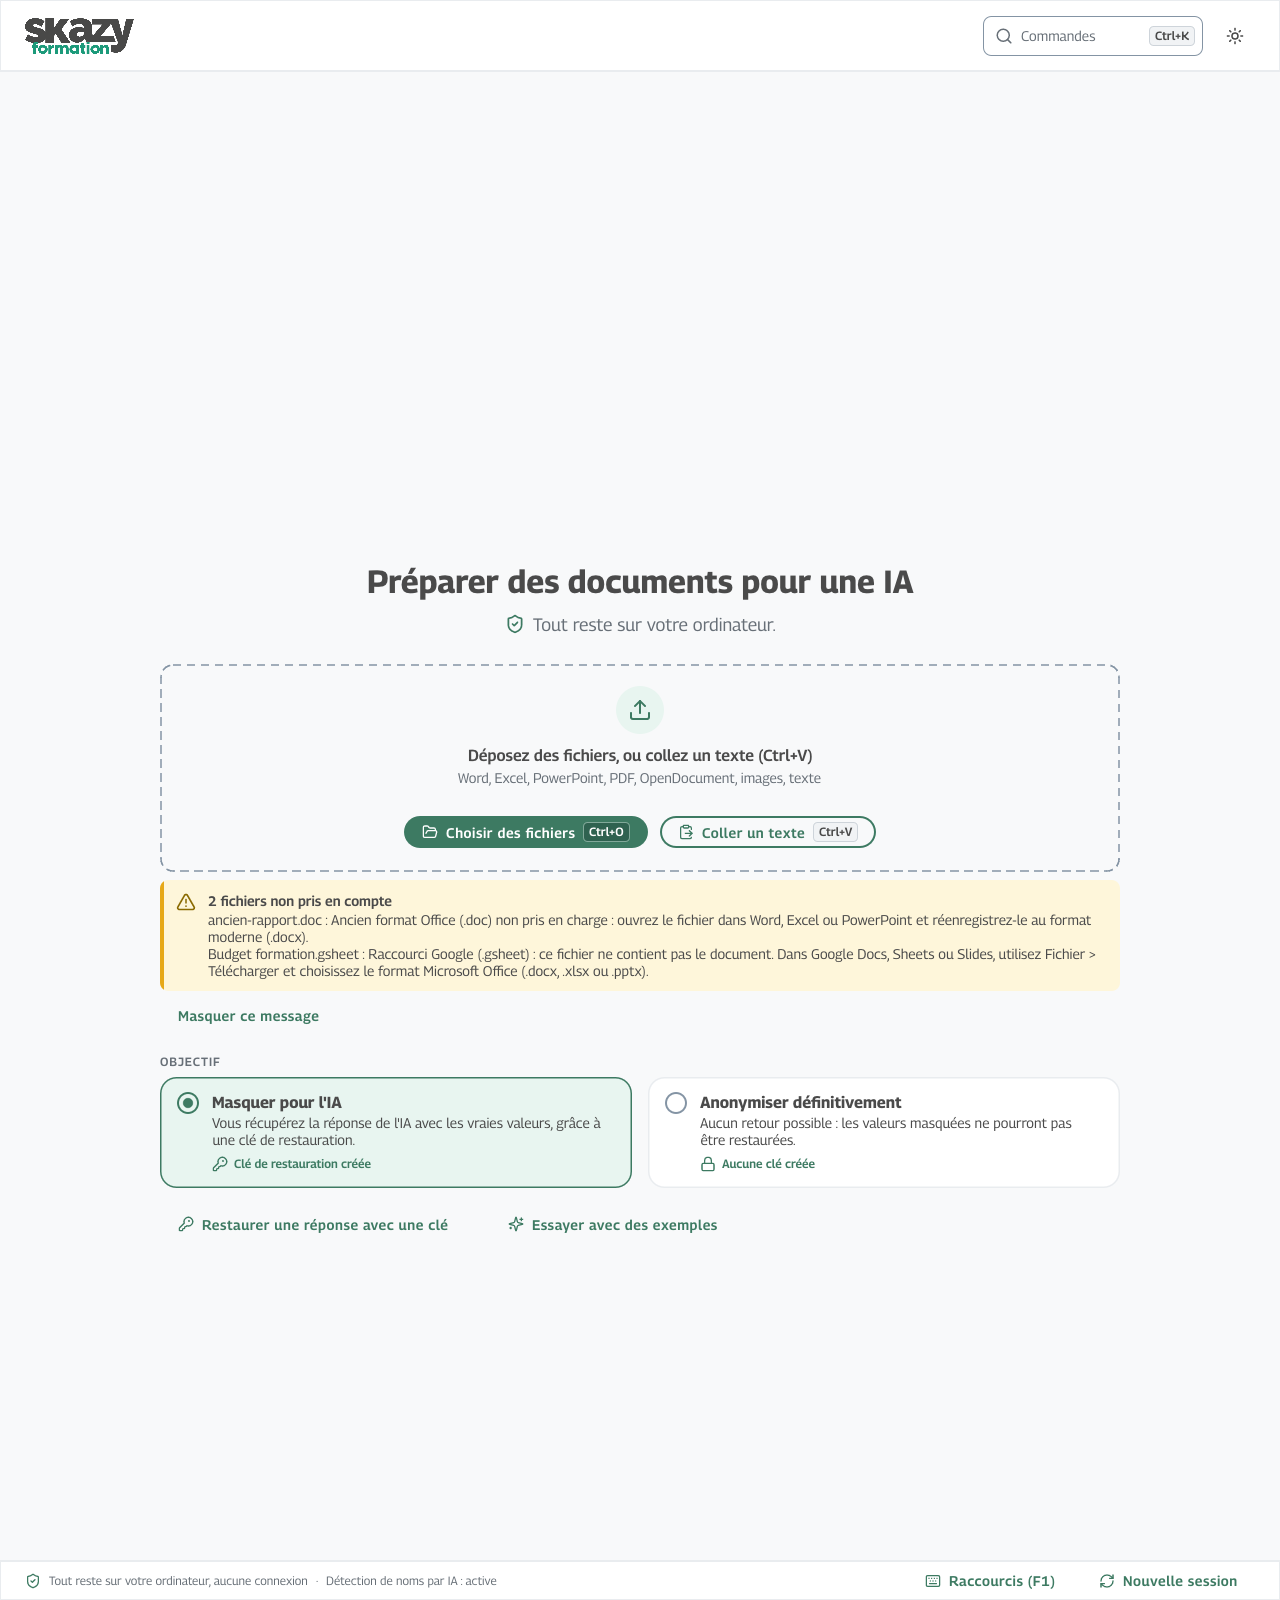 skazy
formation
Commandes Ctrl+K
Préparer des documents pour une IA
Tout reste sur votre ordinateur.
Déposez des fichiers, ou collez un texte (Ctrl+V)
Word, Excel, PowerPoint, PDF, OpenDocument, images, texte
Choisir des fichiers Ctrl+O Coller un texte Ctrl+V
2 fichiers non pris en compte
ancien-rapport.doc : Ancien format Office (.doc) non pris en charge : ouvrez le fichier dans Word, Excel ou PowerPoint et réenregistrez-le au format
moderne (.docx).
Budget formation.gsheet : Raccourci Google (.gsheet) : ce fichier ne contient pas le document. Dans Google Docs, Sheets ou Slides, utilisez Fichier >
Télécharger et choisissez le format Microsoft Office (.docx, .xlsx ou .pptx).
Masquer ce message
OBJECTIF
Masquer pour l'IA
Vous récupérez la réponse de l'IA avec les vraies valeurs, grâce à
une clé de restauration.
Clé de restauration créée
Anonymiser définitivement
Aucun retour possible : les valeurs masquées ne pourront pas
être restaurées.
Aucune clé créée
Restaurer une réponse avec une clé Essayer avec des exemples
Tout reste sur votre ordinateur, aucune connexion · Détection de noms par IA : active
Raccourcis (F1) Nouvelle session